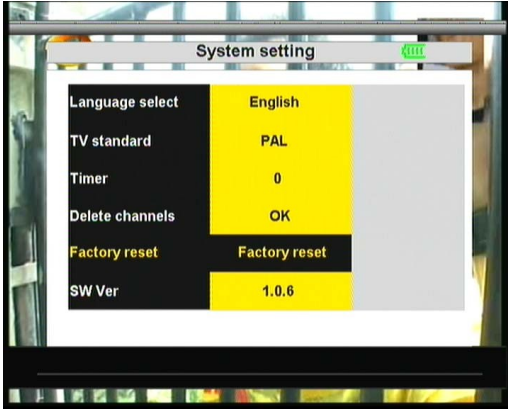 System setting
Language select English
TV standard PAL
Timer 0
Delete channels OK
Factory reset Factory reset
SW Ver 1.0.6